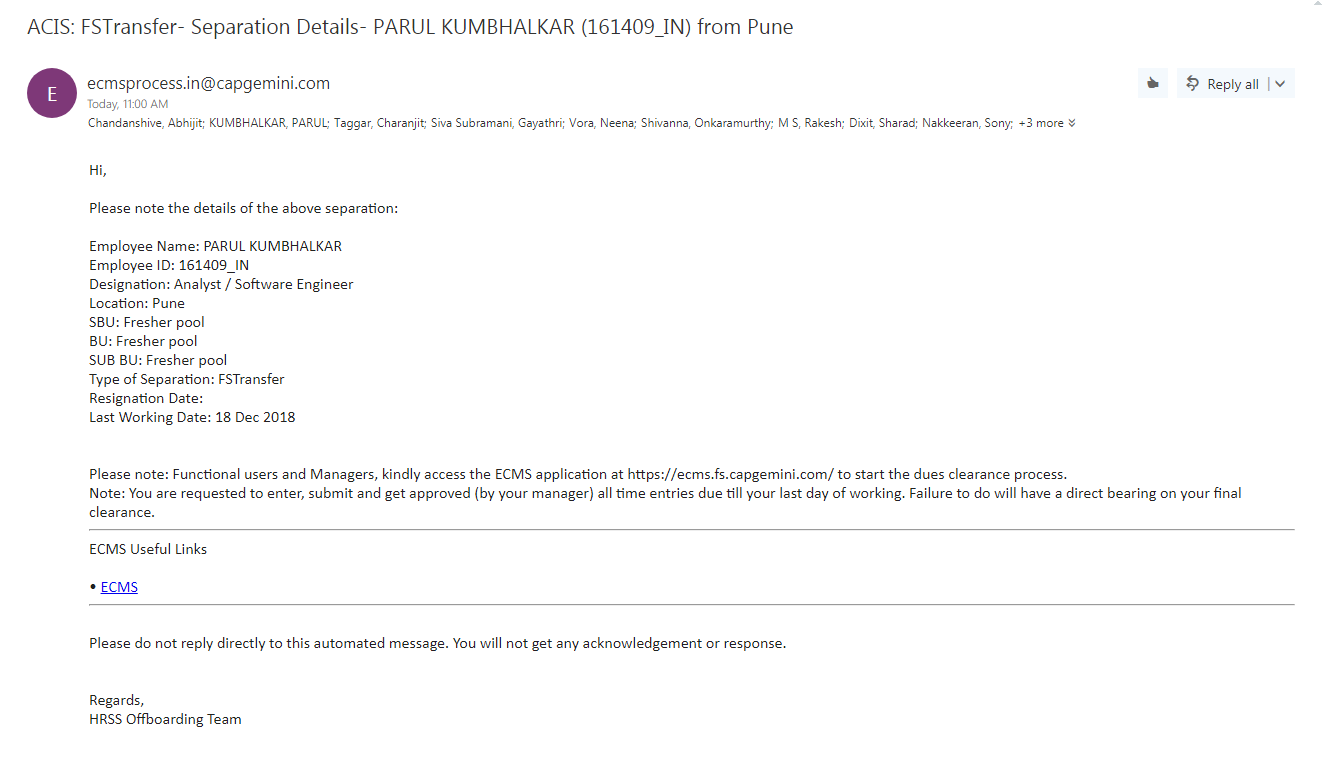 ACIS: FSTransfer- Separation Details- PARUL KUMBHALKAR (161409_IN) from Pune
E
ecmsprocess.in@capgemini.com
Reply all
Today, 11:00 AM
Chandanshive, Abhijit; KUMBHALKAR, PARUL; Taggar, Charanjit; Siva Subramani, Gayathri; Vora, Neena; Shivanna, Onkaramurthy; M S, Rakesh; Dixit, Sharad; Nakkeeran, Sony; +3 more
Hi,
Please note the details of the above separation:
Employee Name: PARUL KUMBHALKAR
Employee ID: 161409_IN
Designation: Analyst / Software Engineer
Location: Pune
SBU: Fresher pool
BU: Fresher pool
SUB BU: Fresher pool
Type of Separation: FSTransfer
Resignation Date:
Last Working Date: 18 Dec 2018
Please note: Functional users and Managers, kindly access the ECMS application at https://ecms.fs.capgemini.com/ to start the dues clearance process.
Note: You are requested to enter, submit and get approved (by your manager) all time entries due till your last day of working. Failure to do will have a direct bearing on your final
clearance.
ECMS Useful Links
• ECMS
Please do not reply directly to this automated message. You will not get any acknowledgement or response.
Regards,
HRSS Offboarding Team